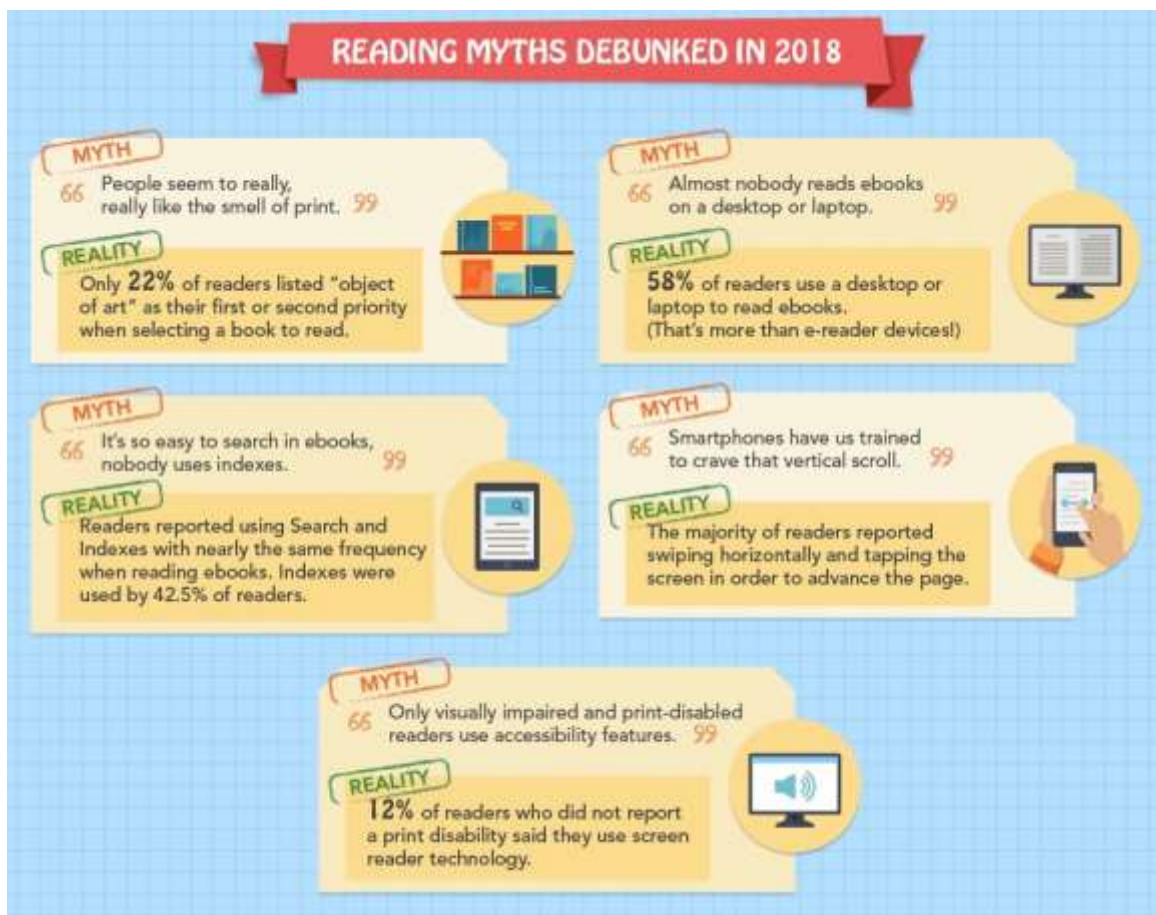 READING MYTHS DEBUNKED IN 2018
MYTH
“ People seem to really,
really like the smell of print. ”
REALITY
Only 22% of readers listed “object
of art” as their first or second priority
when selecting a book to read.
MYTH
“ Almost nobody reads ebooks
on a desktop or laptop. ”
REALITY
58% of readers use a desktop or
laptop to read ebooks.
(That's more than e-reader devices!)
MYTH
“ It's so easy to search in ebooks,
nobody uses indexes. ”
REALITY
Readers reported using Search and
Indexes with nearly the same frequency
when reading ebooks. Indexes were
used by 42.5% of readers.
MYTH
“ Smartphones have us trained
to crave that vertical scroll. ”
REALITY
The majority of readers reported
swiping horizontally and tapping the
screen in order to advance the page.
MYTH
“ Only visually impaired and print-disabled
readers use accessibility features. ”
REALITY
12% of readers who did not report
a print disability said they use screen
reader technology.